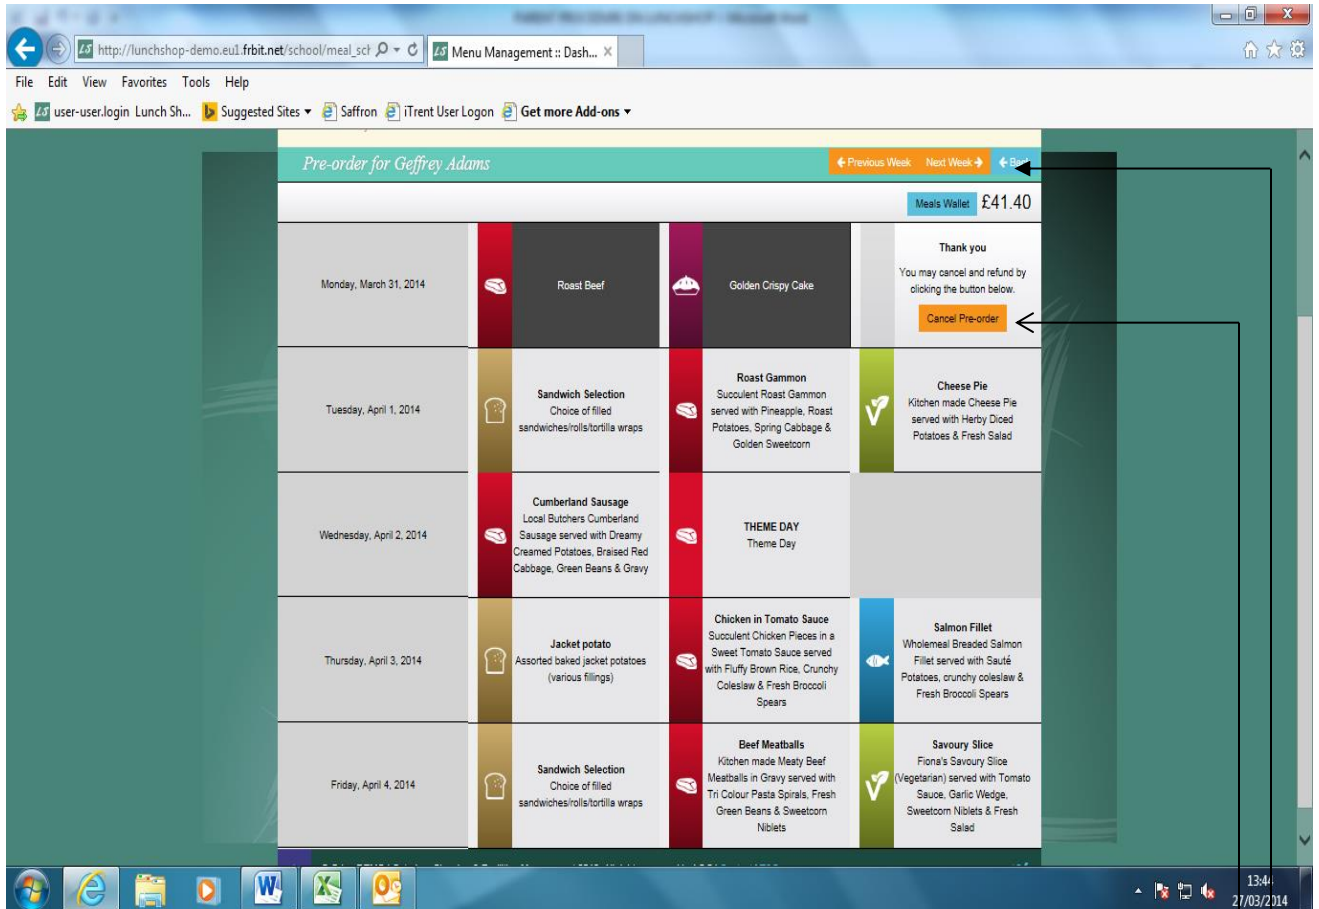 http://lunchshop-demo.eu1.frbit.net/school/meal_sch
LS Menu Management :: Dash...
File Edit View Favorites Tools Help
LS user-user.login Lunch Sh... Suggested Sites Saffron iTrent User Logon Get more Add-ons
Pre-order for Geffrey Adams
Previous Week Next Week Back
Meals Wallet £41.40
Monday, March 31, 2014
Roast Beef
Golden Crispy Cake
Thank you
You may cancel and refund by
clicking the button below.
Cancel Pre-order
Tuesday, April 1, 2014
Sandwich Selection
Choice of filled
sandwiches/rolls/tortilla wraps
Roast Gammon
Succulent Roast Gammon
served with Pineapple, Roast
Potatoes, Spring Cabbage &
Golden Sweetcorn
Cheese Pie
Kitchen made Cheese Pie
served with Herby Diced
Potatoes & Fresh Salad
Wednesday, April 2, 2014
Cumberland Sausage
Local Butchers Cumberland
Sausage served with Dreamy
Creamed Potatoes, Braised Red
Cabbage, Green Beans & Gravy
THEME DAY
Theme Day
Thursday, April 3, 2014
Jacket potato
Assorted baked jacket potatoes
(various fillings)
Chicken in Tomato Sauce
Succulent Chicken Pieces in a
Sweet Tomato Sauce served
with Fluffy Brown Rice, Crunchy
Coleslaw & Fresh Broccoli
Spears
Salmon Fillet
Wholemeal Breaded Salmon
Fillet served with Sauté
Potatoes, crunchy coleslaw &
Fresh Broccoli Spears
Friday, April 4, 2014
Sandwich Selection
Choice of filled
sandwiches/rolls/tortilla wraps
Beef Meatballs
Kitchen made Meaty Beef
Meatballs in Gravy served with
Tri Colour Pasta Spirals, Fresh
Green Beans & Sweetcorn
Niblets
Savoury Slice
Fiona's Savoury Slice
(Vegetarian) served with Tomato
Sauce, Garlic Wedge,
Sweetcorn Niblets & Fresh
Salad
13:44
27/03/2014